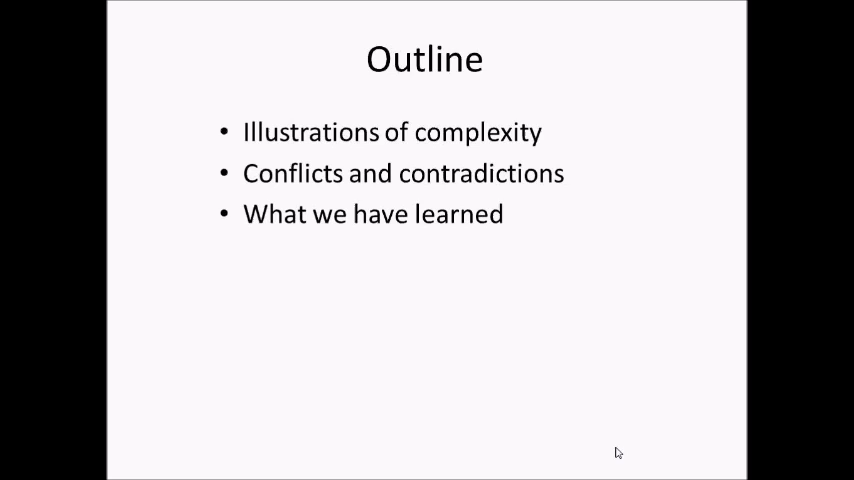 Outline
• Illustrations of complexity
• Conflicts and contradictions
• What we have learned